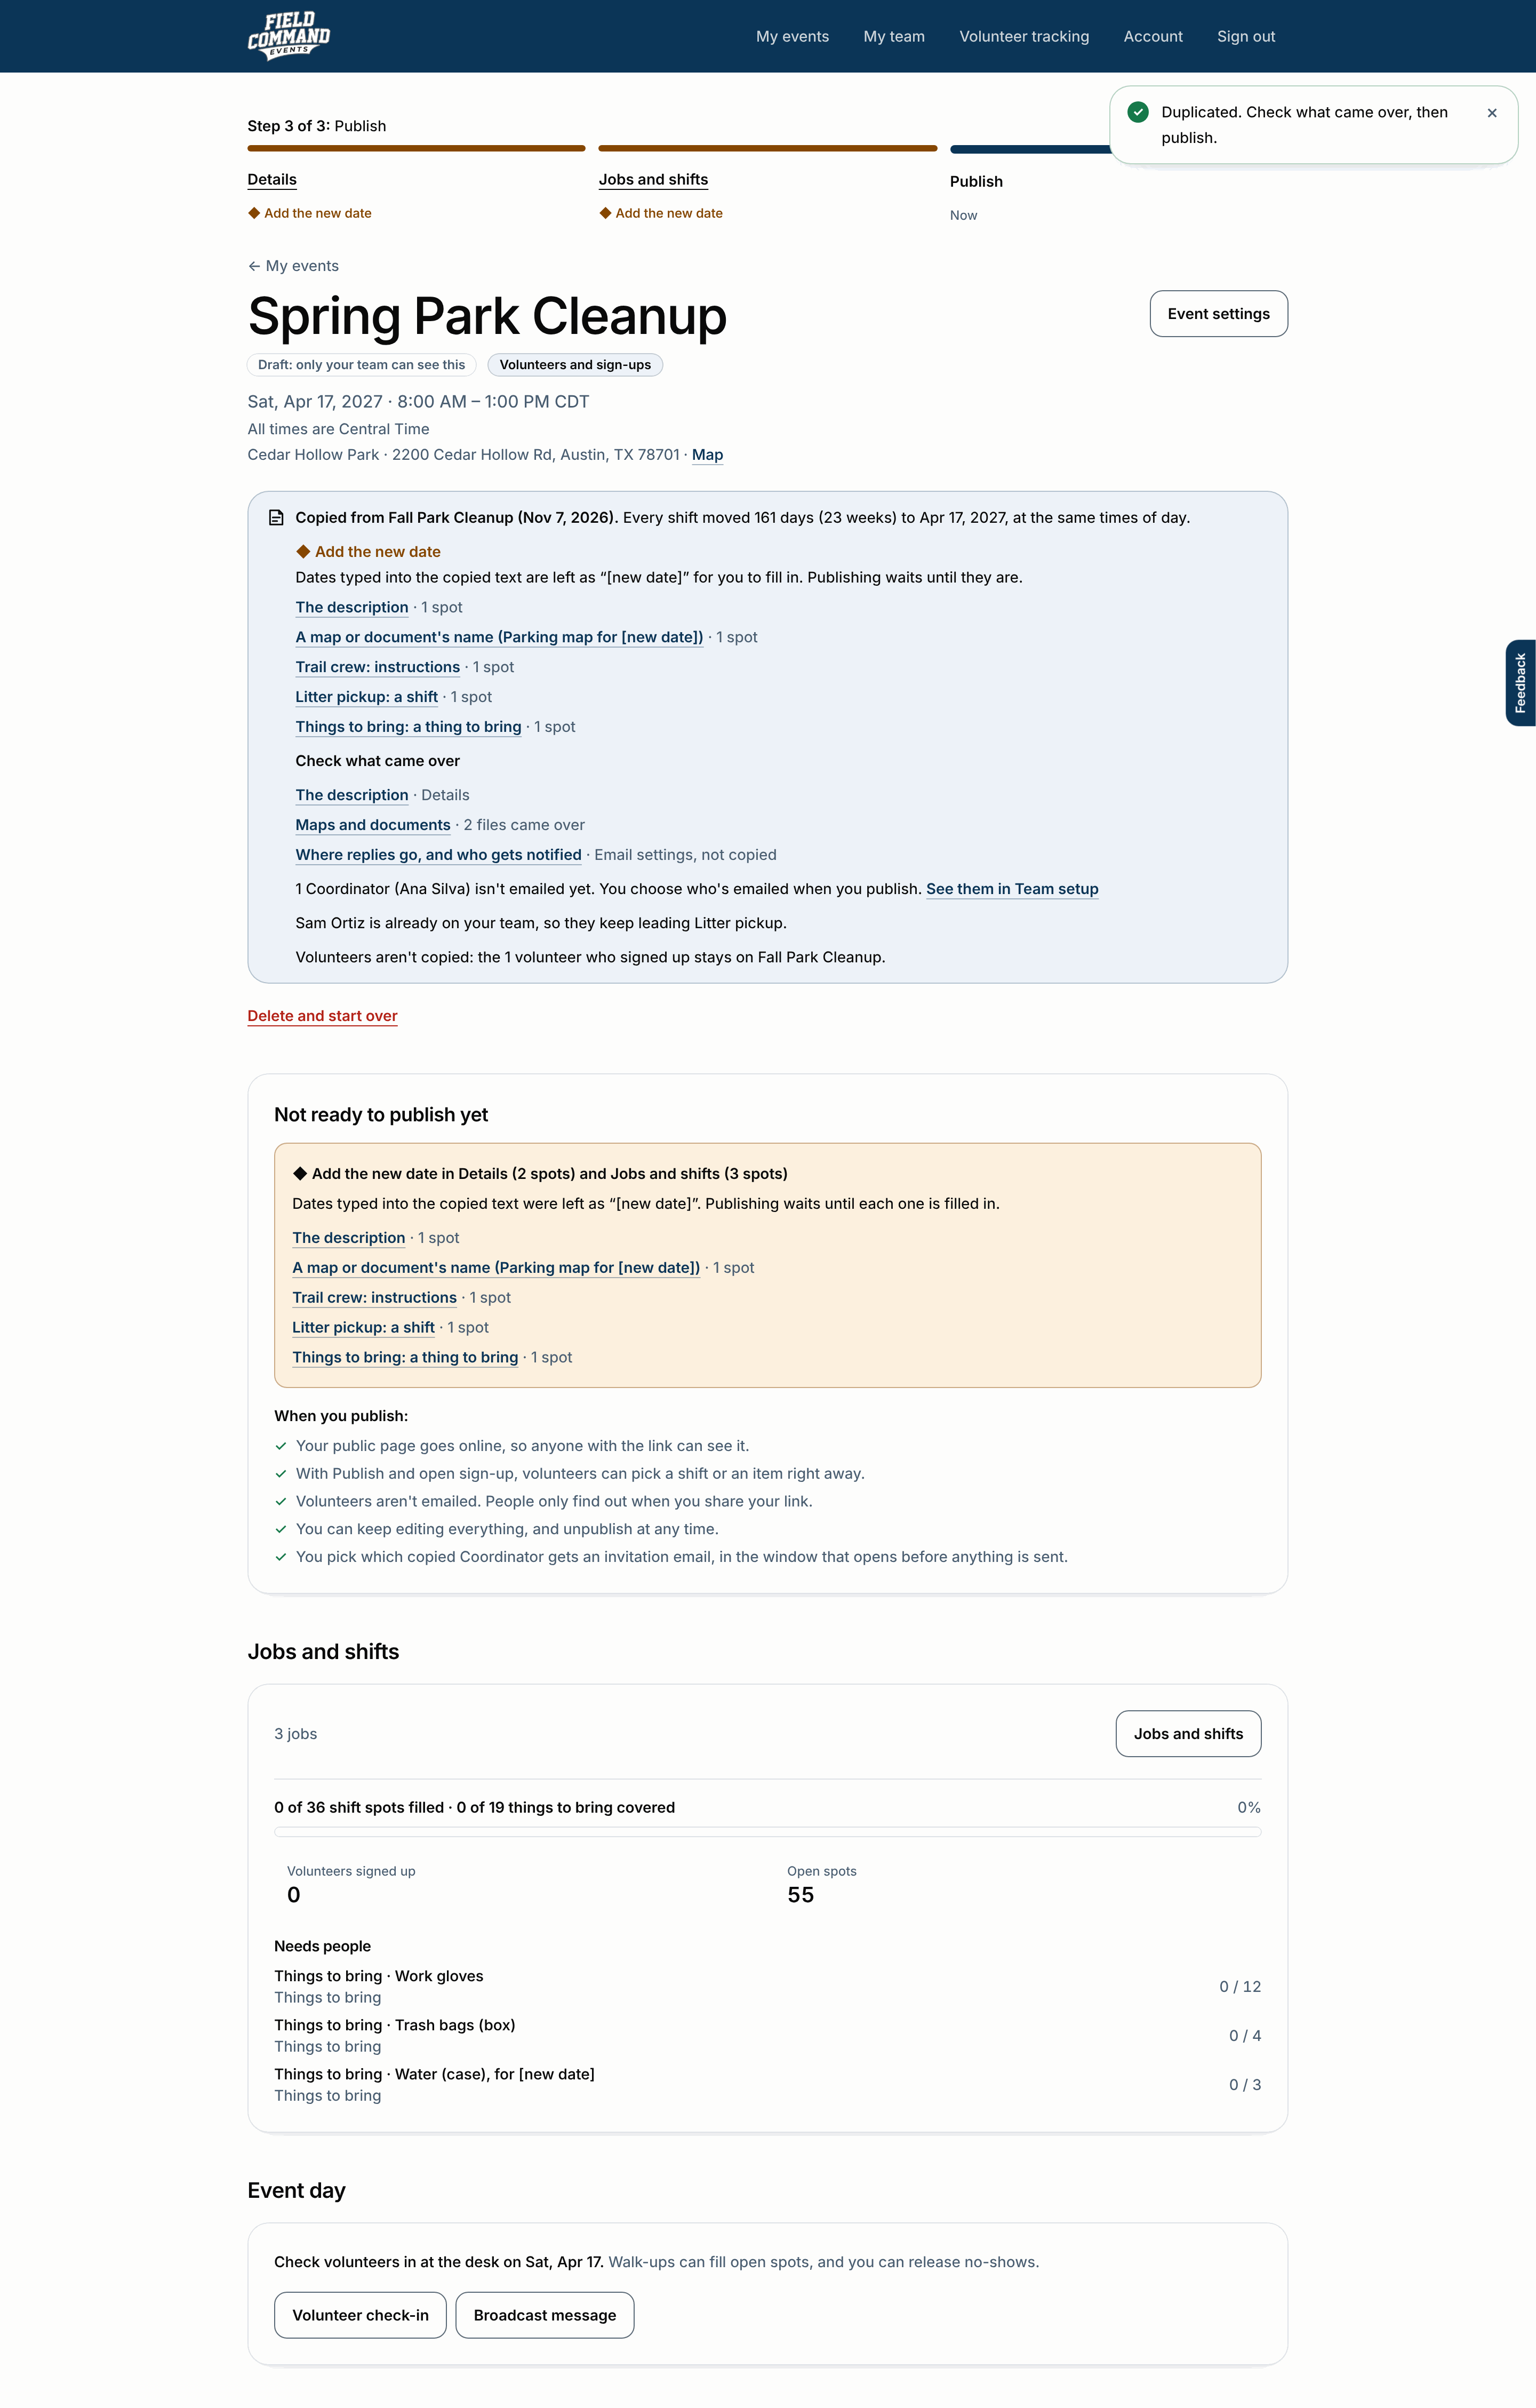 FIELD
COMMAND
EVENTS
My events
My team
Volunteer tracking
Account
Sign out
Duplicated. Check what came over, then
publish.
Step 3 of 3: Publish
Details
Jobs and shifts
Publish
◆ Add the new date
◆ Add the new date
Now
← My events
Spring Park Cleanup
Event settings
Draft: only your team can see this
Volunteers and sign-ups
Sat, Apr 17, 2027 · 8:00 AM – 1:00 PM CDT
All times are Central Time
Cedar Hollow Park · 2200 Cedar Hollow Rd, Austin, TX 78701 · Map
Copied from Fall Park Cleanup (Nov 7, 2026). Every shift moved 161 days (23 weeks) to Apr 17, 2027, at the same times of day.
◆ Add the new date
Dates typed into the copied text are left as “[new date]” for you to fill in. Publishing waits until they are.
The description · 1 spot
A map or document's name (Parking map for [new date]) · 1 spot
Trail crew: instructions · 1 spot
Litter pickup: a shift · 1 spot
Things to bring: a thing to bring · 1 spot
Check what came over
The description · Details
Maps and documents · 2 files came over
Where replies go, and who gets notified · Email settings, not copied
1 Coordinator (Ana Silva) isn't emailed yet. You choose who's emailed when you publish. See them in Team setup
Sam Ortiz is already on your team, so they keep leading Litter pickup.
Volunteers aren't copied: the 1 volunteer who signed up stays on Fall Park Cleanup.
Feedback
Delete and start over
Not ready to publish yet
◆ Add the new date in Details (2 spots) and Jobs and shifts (3 spots)
Dates typed into the copied text were left as “[new date]”. Publishing waits until each one is filled in.
The description · 1 spot
A map or document's name (Parking map for [new date]) · 1 spot
Trail crew: instructions · 1 spot
Litter pickup: a shift · 1 spot
Things to bring: a thing to bring · 1 spot
When you publish:
Your public page goes online, so anyone with the link can see it.
With Publish and open sign-up, volunteers can pick a shift or an item right away.
Volunteers aren't emailed. People only find out when you share your link.
You can keep editing everything, and unpublish at any time.
You pick which copied Coordinator gets an invitation email, in the window that opens before anything is sent.
Jobs and shifts
3 jobs
Jobs and shifts
0 of 36 shift spots filled · 0 of 19 things to bring covered
0%
Volunteers signed up
Open spots
0
55
Needs people
Things to bring · Work gloves
Things to bring
0 / 12
Things to bring · Trash bags (box)
Things to bring
0 / 4
Things to bring · Water (case), for [new date]
Things to bring
0 / 3
Event day
Check volunteers in at the desk on Sat, Apr 17. Walk-ups can fill open spots, and you can release no-shows.
Volunteer check-in
Broadcast message